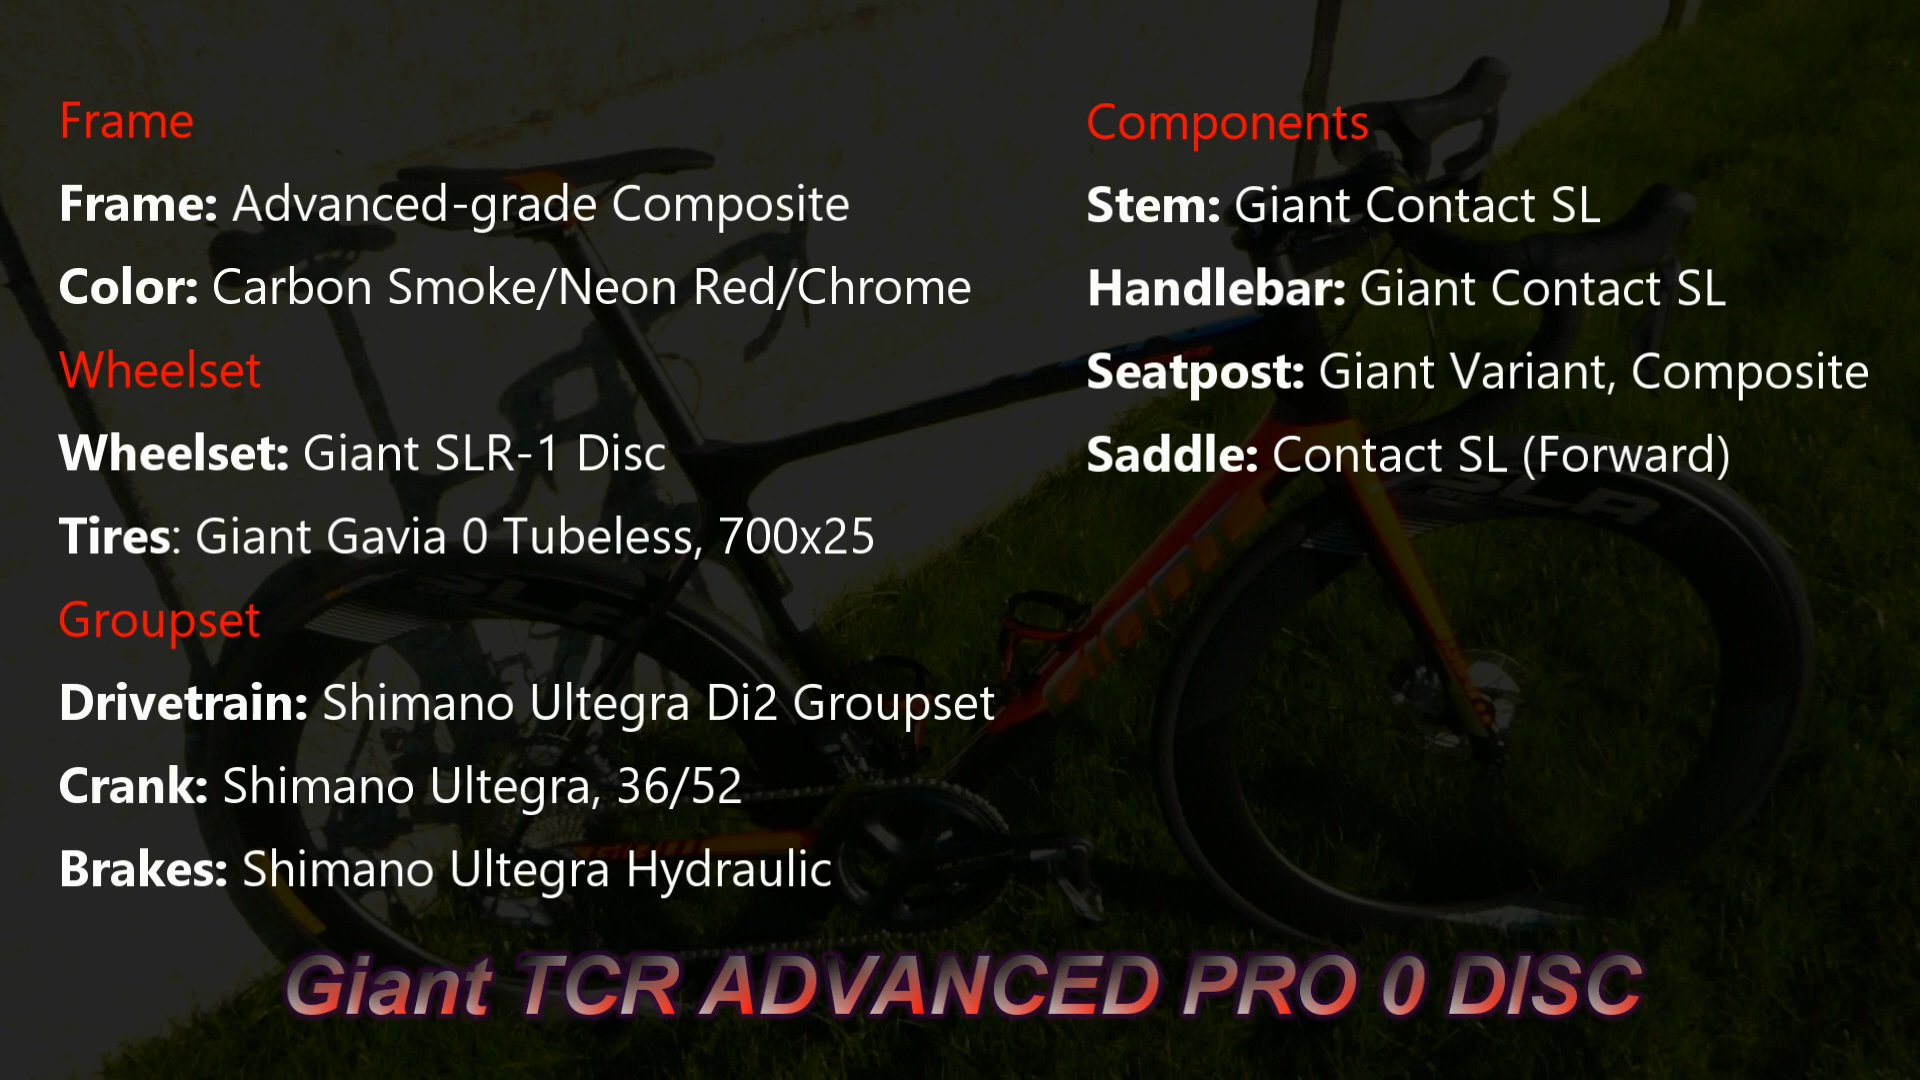 Frame
Frame: Advanced-grade Composite
Color: Carbon Smoke/Neon Red/Chrome
Wheelset
Wheelset: Giant SLR-1 Disc
Tires: Giant Gavia 0 Tubeless, 700x25
Groupset
Drivetrain: Shimano Ultegra Di2 Groupset
Crank: Shimano Ultegra, 36/52
Brakes: Shimano Ultegra Hydraulic
Components
Stem: Giant Contact SL
Handlebar: Giant Contact SL
Seatpost: Giant Variant, Composite
Saddle: Contact SL (Forward)
SLR
SLR
GIANT
Giant TCR ADVANCED PRO 0 DISC